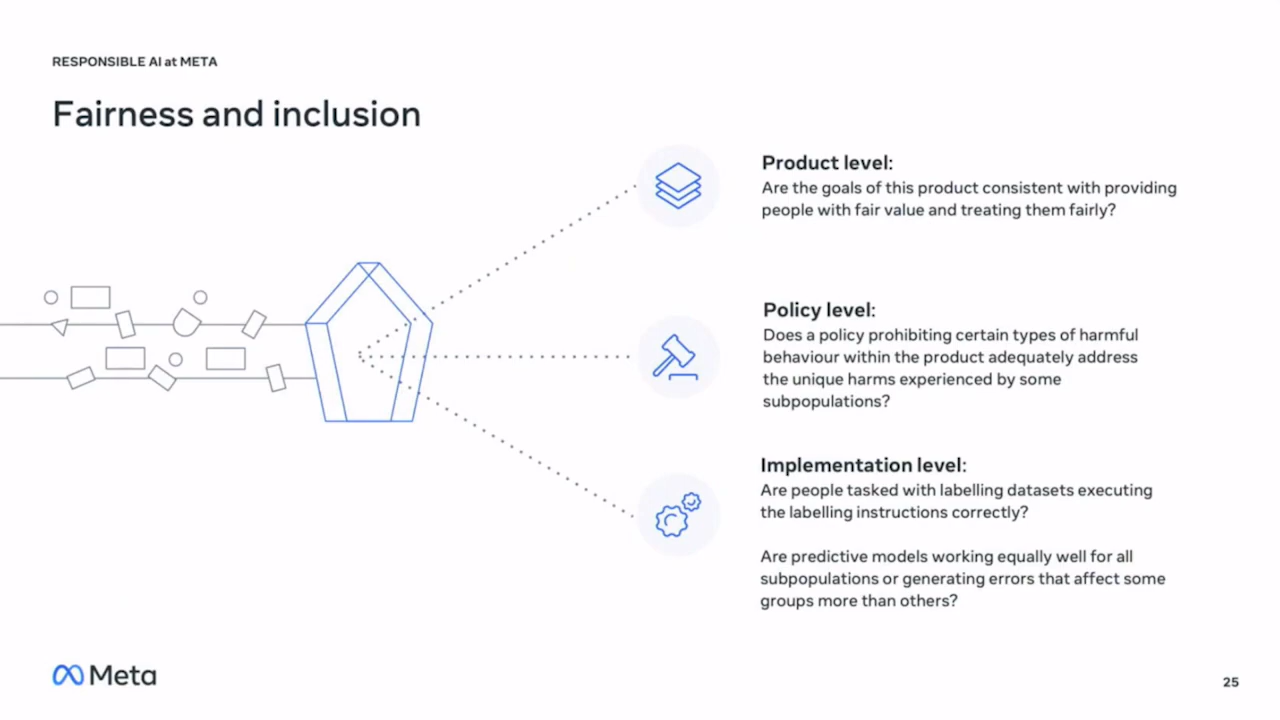 RESPONSIBLE AI at META
Fairness and inclusion
Product level:
Are the goals of this product consistent with providing
people with fair value and treating them fairly?
Policy level:
Does a policy prohibiting certain types of harmful
behaviour within the product adequately address
the unique harms experienced by some
subpopulations?
Implementation level:
Are people tasked with labelling datasets executing
the labelling instructions correctly?
Are predictive models working equally well for all
subpopulations or generating errors that affect some
groups more than others?
Meta
25